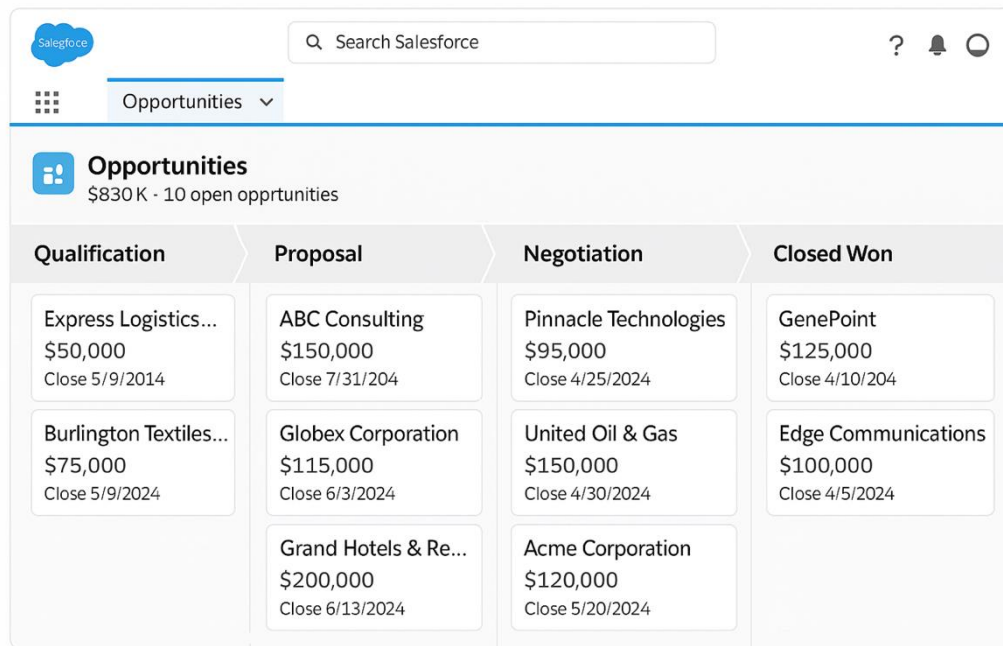 Salegfoce
Search Salesforce
?
Opportunities
Opportunities
$830 K - 10 open opprtunities
Qualification
Proposal
Negotiation
Closed Won
Express Logistics...
$50,000
Close 5/9/2014
Burlington Textiles...
$75,000
Close 5/9/2024
ABC Consulting
$150,000
Close 7/31/204
Globex Corporation
$115,000
Close 6/3/2024
Grand Hotels & Re...
$200,000
Close 6/13/2024
Pinnacle Technologies
$95,000
Close 4/25/2024
United Oil & Gas
$150,000
Close 4/30/2024
Acme Corporation
$120,000
Close 5/20/2024
GenePoint
$125,000
Close 4/10/204
Edge Communications
$100,000
Close 4/5/2024